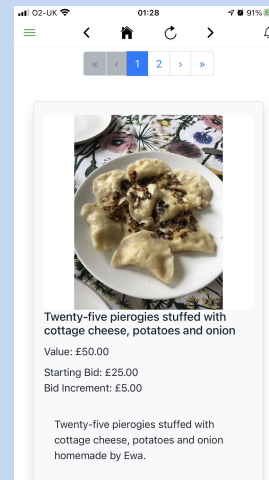 O2-UK 01:28 91%
« ‹ 1 2 › »
Twenty-five pierogies stuffed with
cottage cheese, potatoes and onion
Value: £50.00
Starting Bid: £25.00
Bid Increment: £5.00
Twenty-five pierogies stuffed with
cottage cheese, potatoes and onion
homemade by Ewa.